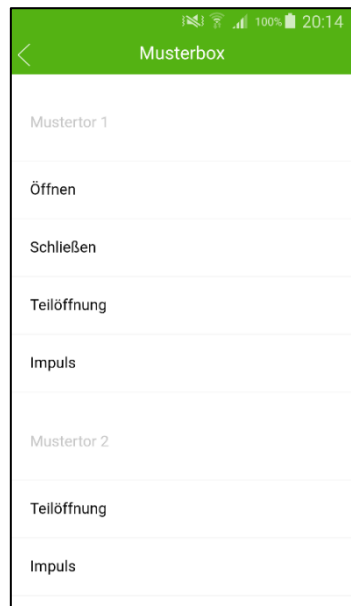 100% 20:14
Musterbox
Mustertor 1
Öffnen
Schließen
Teilöffnung
Impuls
Mustertor 2
Teilöffnung
Impuls